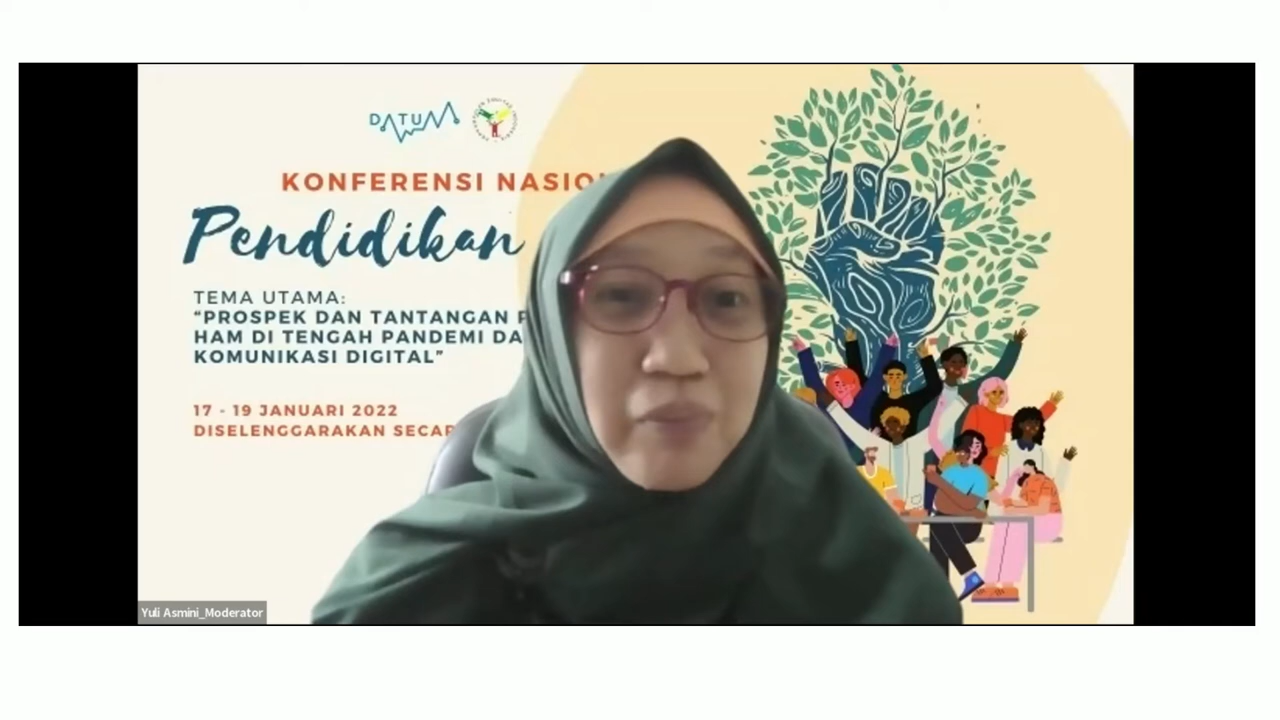 DATUM
KONFERENSI NASIO
Pendidikan
TEMA UTAMA:
"PROSPEK DAN TANTANGAN P
HAM DI TENGAH PANDEMI DA
KOMUNIKASI DIGITAL"
17 - 19 JANUARI 2022
DISELENGGARAKAN SECAR
Yuli Asmini_Moderator